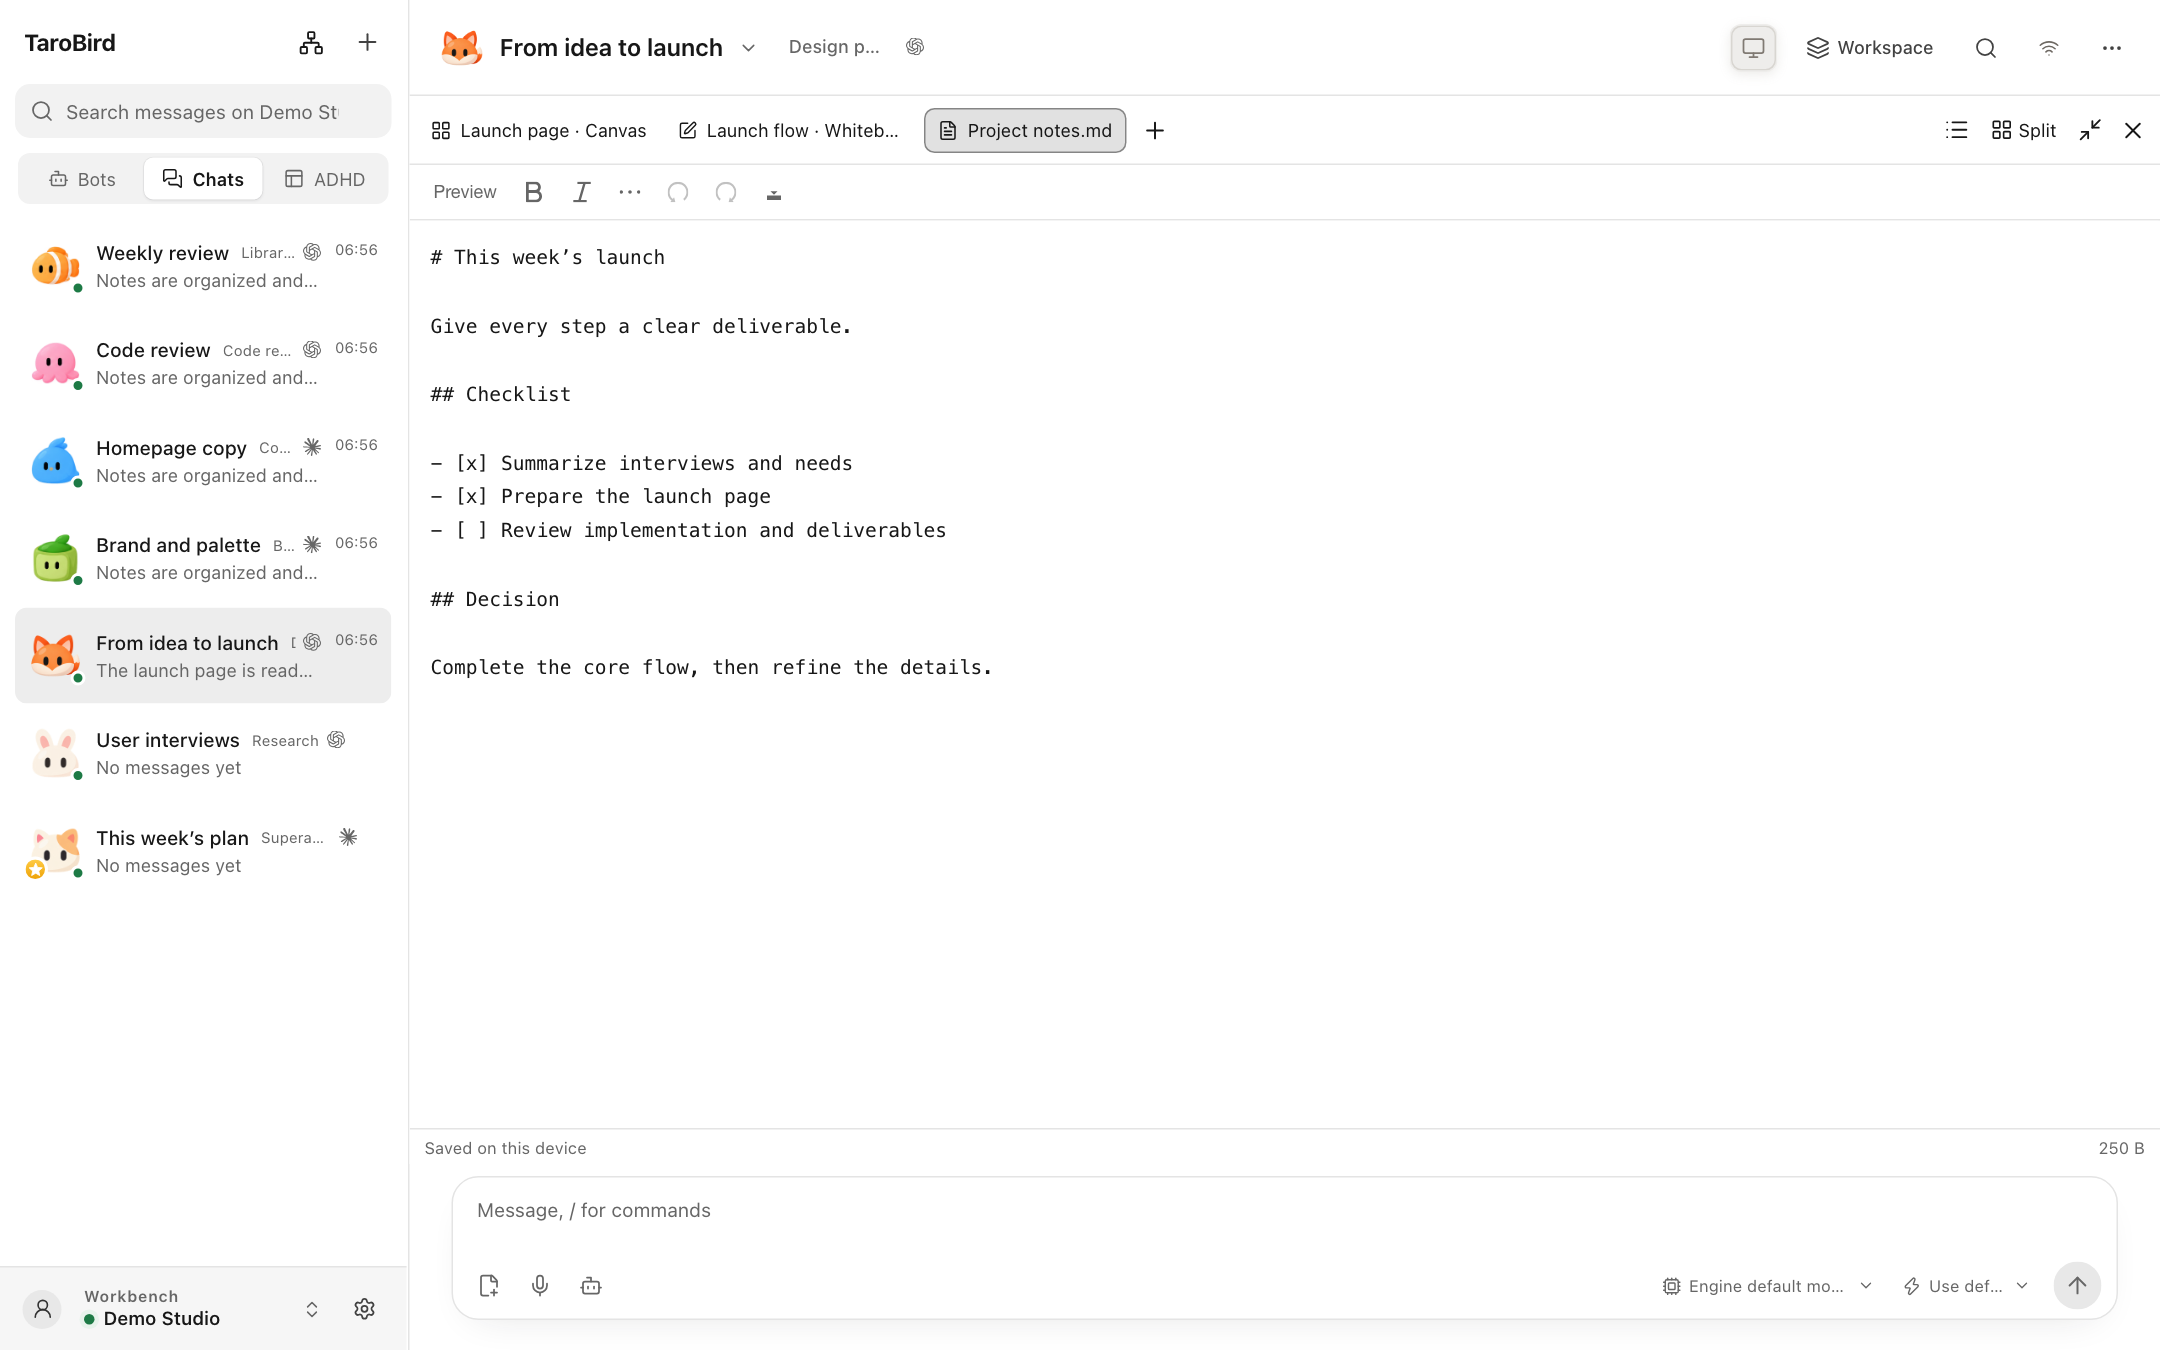 TaroBird
Search messages on Demo St
Bots
Chats
ADHD
Weekly review Librar... 06:56
Notes are organized and...
Code review Code re... 06:56
Notes are organized and...
Homepage copy Co... 06:56
Notes are organized and...
Brand and palette B... 06:56
Notes are organized and...
From idea to launch 06:56
The launch page is read...
User interviews Research
No messages yet
This week’s plan Supera...
No messages yet
Workbench
Demo Studio
From idea to launch Design p...
Workspace
Launch page · Canvas
Launch flow · Whiteb...
Project notes.md
Split
Preview B I
# This week’s launch
Give every step a clear deliverable.
## Checklist
– [x] Summarize interviews and needs
– [x] Prepare the launch page
– [ ] Review implementation and deliverables
## Decision
Complete the core flow, then refine the details.
Saved on this device
250 B
Message, / for commands
Engine default mo...
Use def...